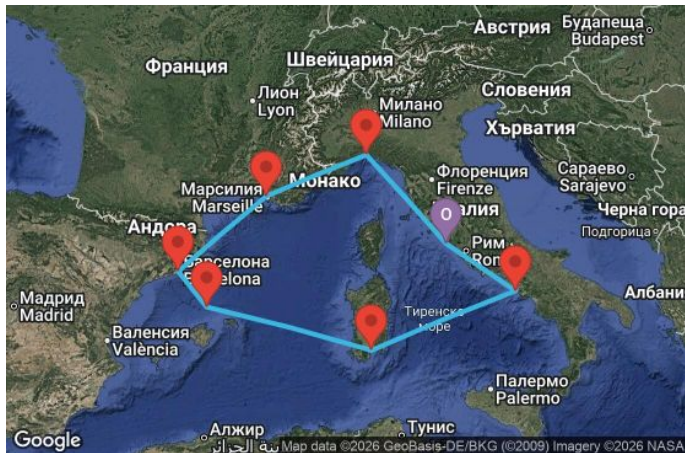 Австрия
Будапеща
Budapest
Швейцария
Франция
Лион
Lyon
Словения
Милано
Milano
Хърватия
Флоренция
Firenze
Сараево
Sarajevo
Монако
Марсилия
Marseille
Черна гора
Андора
Подгорица
O
Рим
Барселона
Мадрид
Madrid
Тиренско
море
Валенсия
València
Палермо
Palermo
Алжир
Тунис
Google
Map data ©2026 GeoBasis-DE/BKG (©2009) Imagery ©2026 NASA